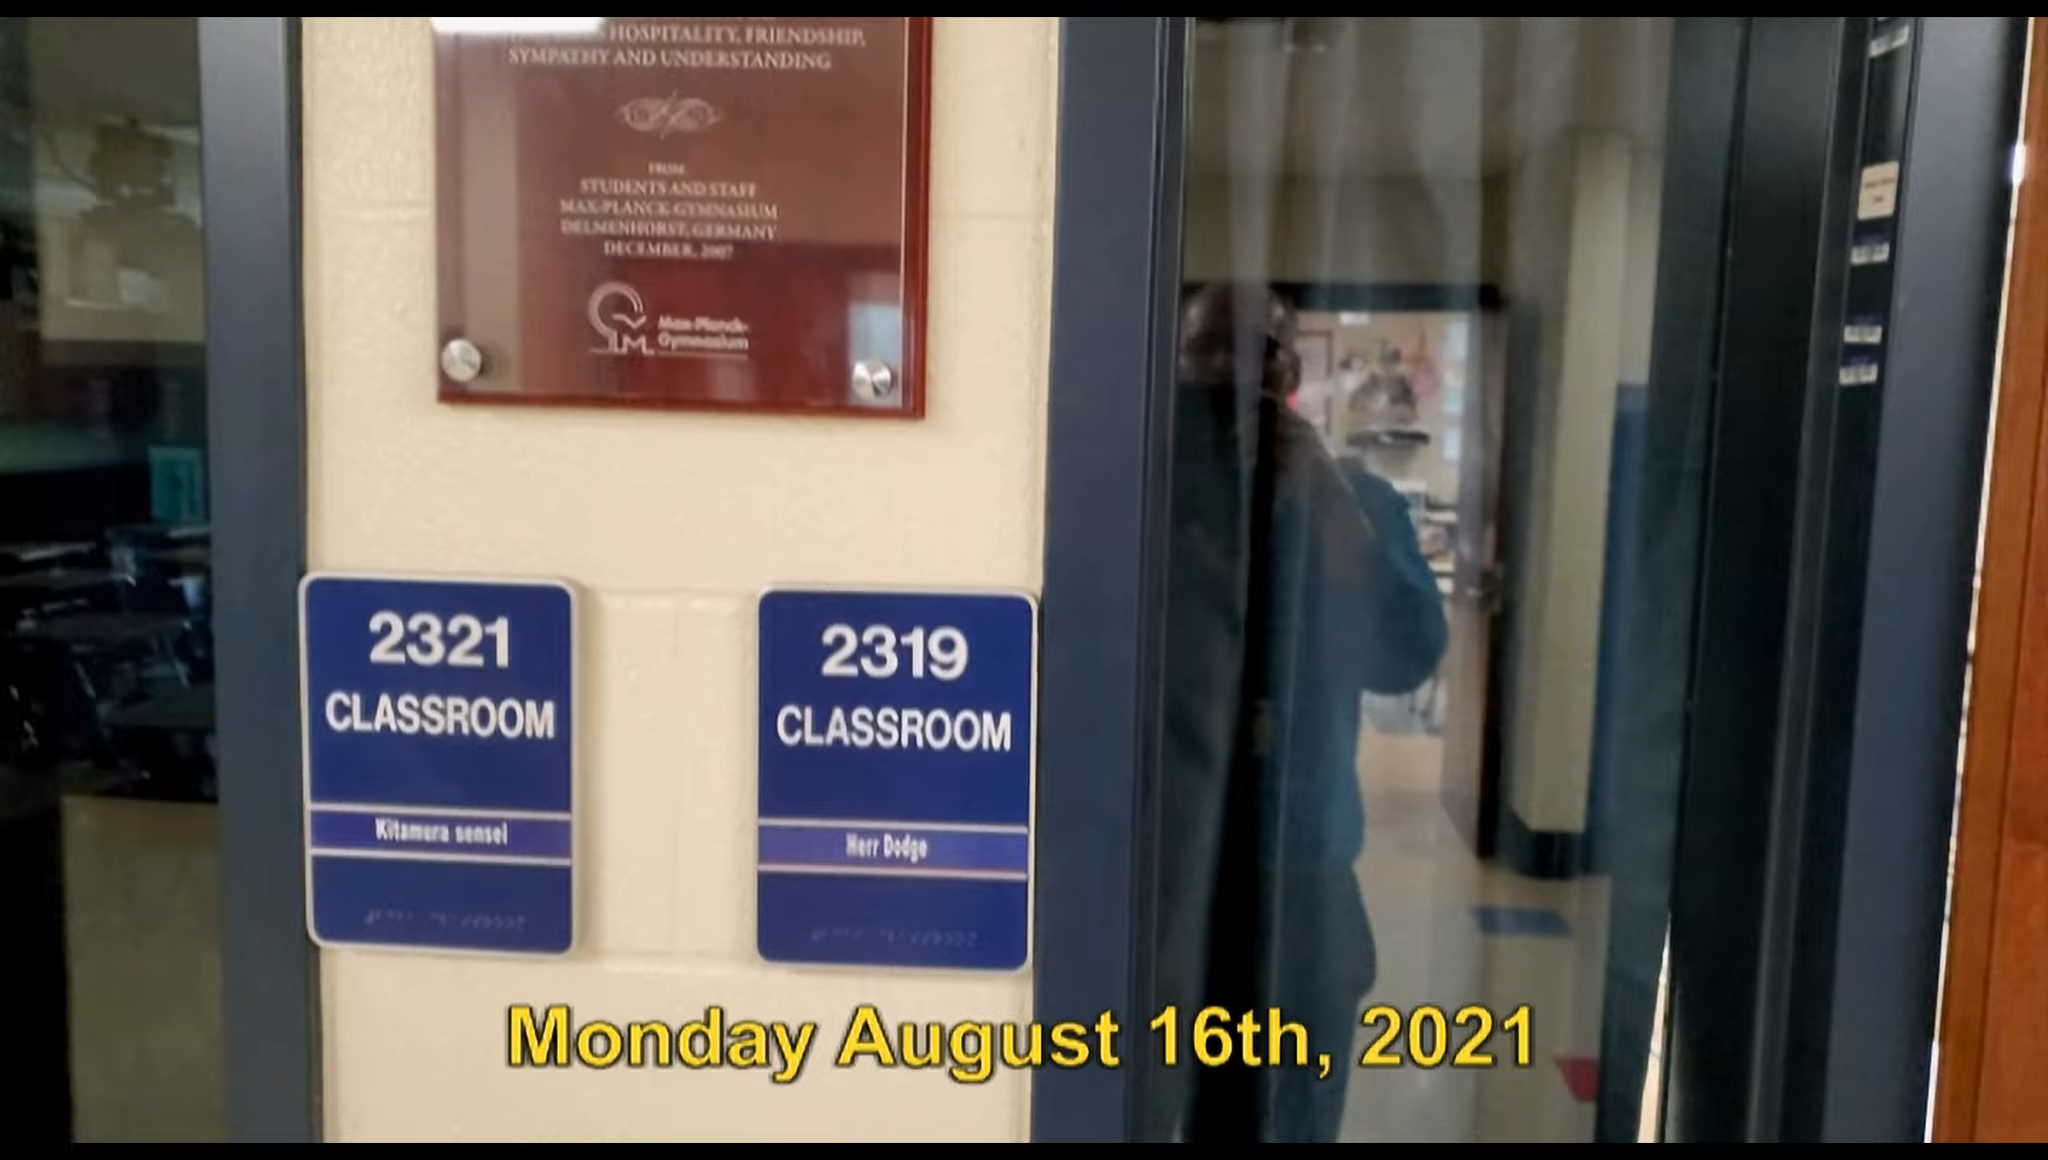 HOSPITALITY, FRIENDSHIP,
SYMPATHY AND UNDERSTANDING
FROM
STUDENTS AND STAFF
MAX-PLANCK-GYMNASIUM
DELMENHORST, GERMANY
DECEMBER, 2007
Max-Planck-
Gymnasium
2321
CLASSROOM
Kitamura sensei
2319
CLASSROOM
Herr Dodge
Monday August 16th, 2021